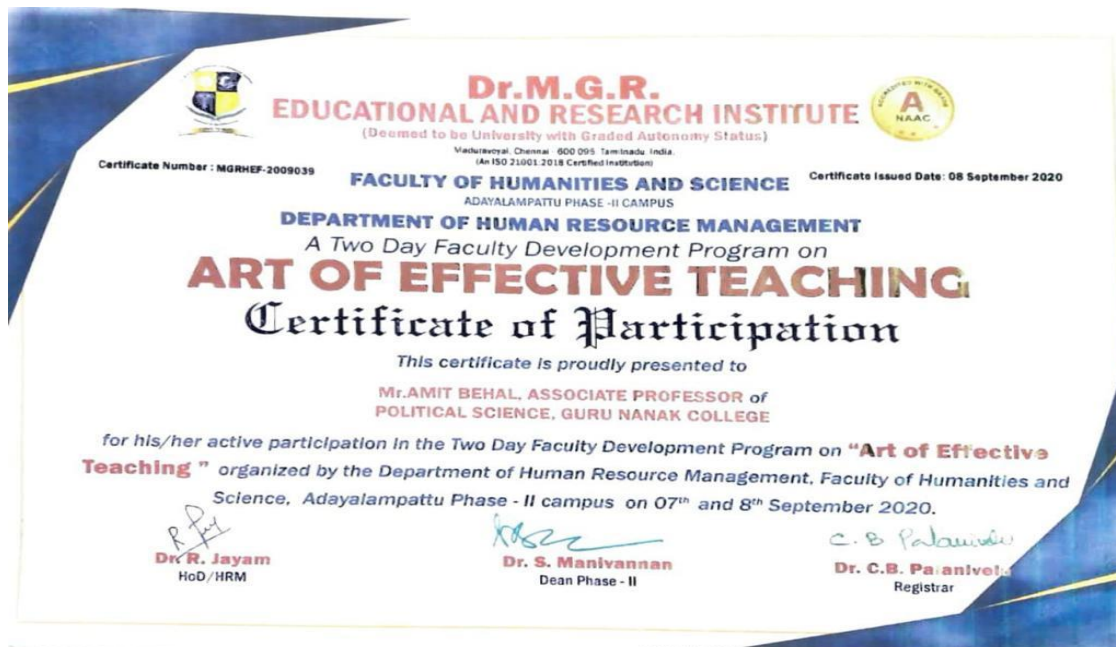 Dr.M.G.R.
EDUCATIONAL AND RESEARCH INSTITUTE
(Deemed to be University with Graded Autonomy Status)
Maduravoyal, Chennai - 600 095. Tamilnadu. India.
(An ISO 21001:2018 Certified Institution)
ACCREDITED WITH GRADE
A
NAAC
Certificate Number : MGRHEF-2009039
Certificate Issued Date: 08 September 2020
FACULTY OF HUMANITIES AND SCIENCE
ADAYALAMPATTU PHASE -II CAMPUS
DEPARTMENT OF HUMAN RESOURCE MANAGEMENT
A Two Day Faculty Development Program on
ART OF EFFECTIVE TEACHING
Certificate of Participation
This certificate is proudly presented to
Mr.AMIT BEHAL, ASSOCIATE PROFESSOR of
POLITICAL SCIENCE, GURU NANAK COLLEGE
for his/her active participation in the Two Day Faculty Development Program on "Art of Effective
Teaching " organized by the Department of Human Resource Management, Faculty of Humanities and
Science, Adayalampattu Phase - II campus on 07th and 8th September 2020.
C. B Palanivelu
Dr. R. Jayam
HoD/HRM
Dr. S. Manivannan
Dean Phase - II
Dr. C.B. Palanivelu
Registrar